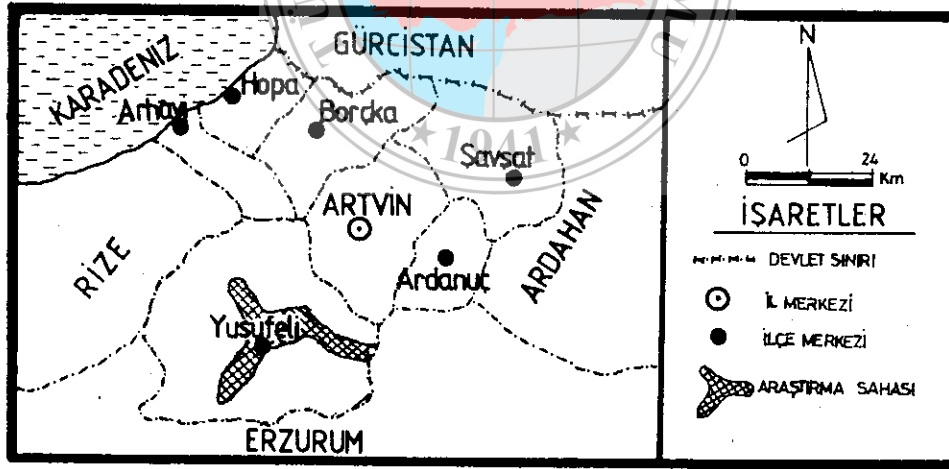 GÜRCİSTAN
KARADENİZ
Hopa
Arhavi
Borçka
1941
Şavşat
ARTVİN
Ardanuç
ARDAHAN
RİZE
Yusufeli
ERZURUM
N
0 24
Km
İŞARETLER
DEVLET SINIRI
İL MERKEZİ
İLÇE MERKEZİ
ARAŞTIRMA SAHASI